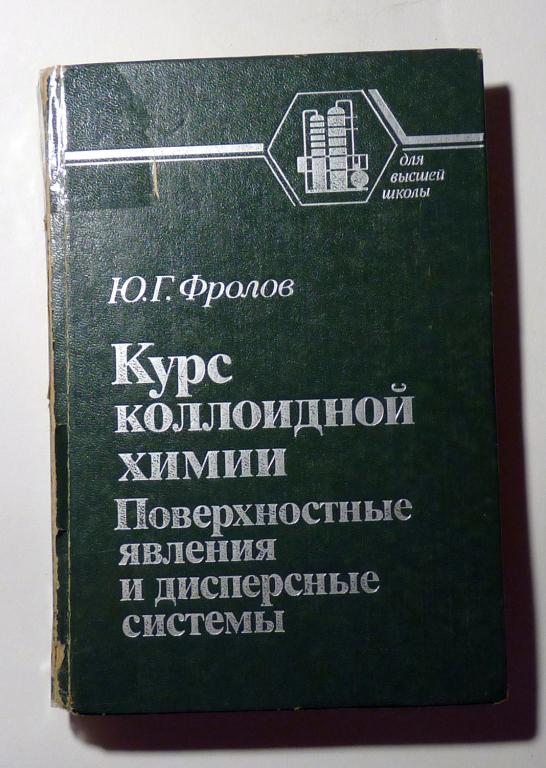 для
высшей
школы
Ю.Г. Фролов
Курс
коллоидной
химии
Поверхностные
явления
и дисперсные
системы